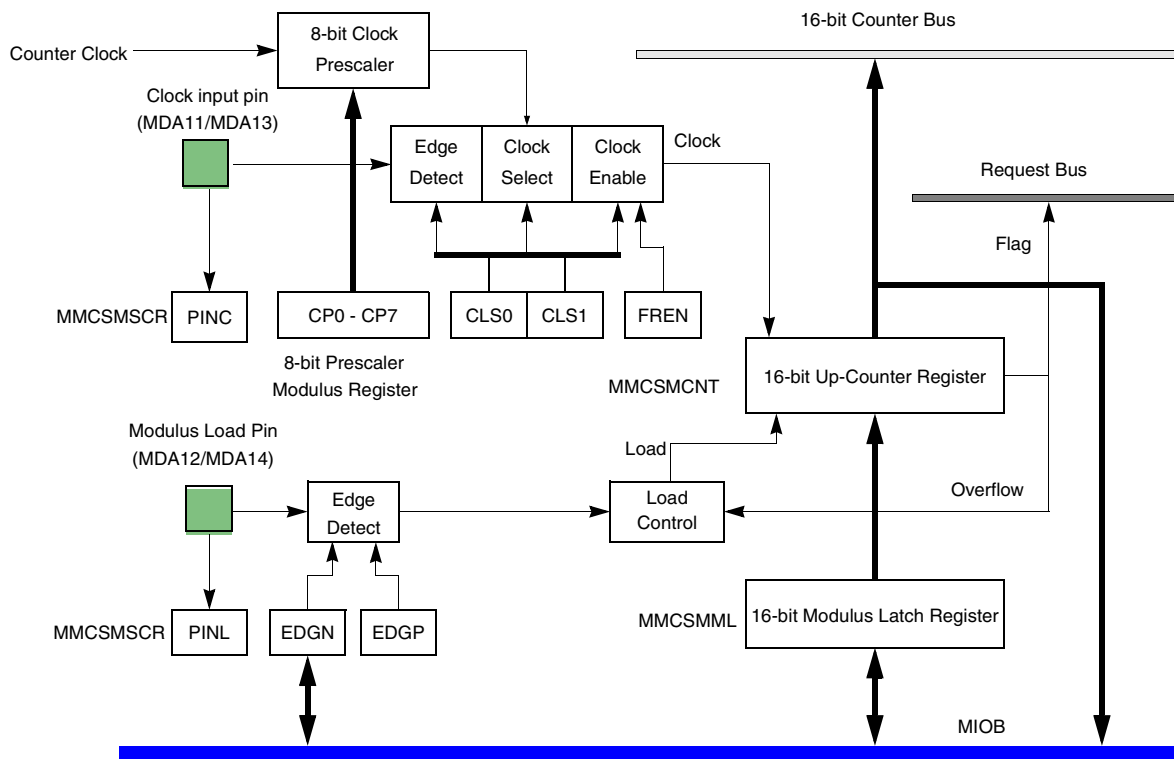 16-bit Counter Bus
8-bit Clock
Prescaler
Counter Clock
Clock input pin
(MDA11/MDA13)
Edge
Detect
Clock
Select
Clock
Enable
Clock
Request Bus
Flag
MMCSMSCR
PINC
CP0 - CP7
CLS0
CLS1
FREN
8-bit Prescaler
Modulus Register
MMCSMCNT
16-bit Up-Counter Register
Modulus Load Pin
(MDA12/MDA14)
Load
Edge
Detect
Load
Control
Overflow
MMCSMSCR
PINL
EDGN
EDGP
MMCSMML
16-bit Modulus Latch Register
MIOB